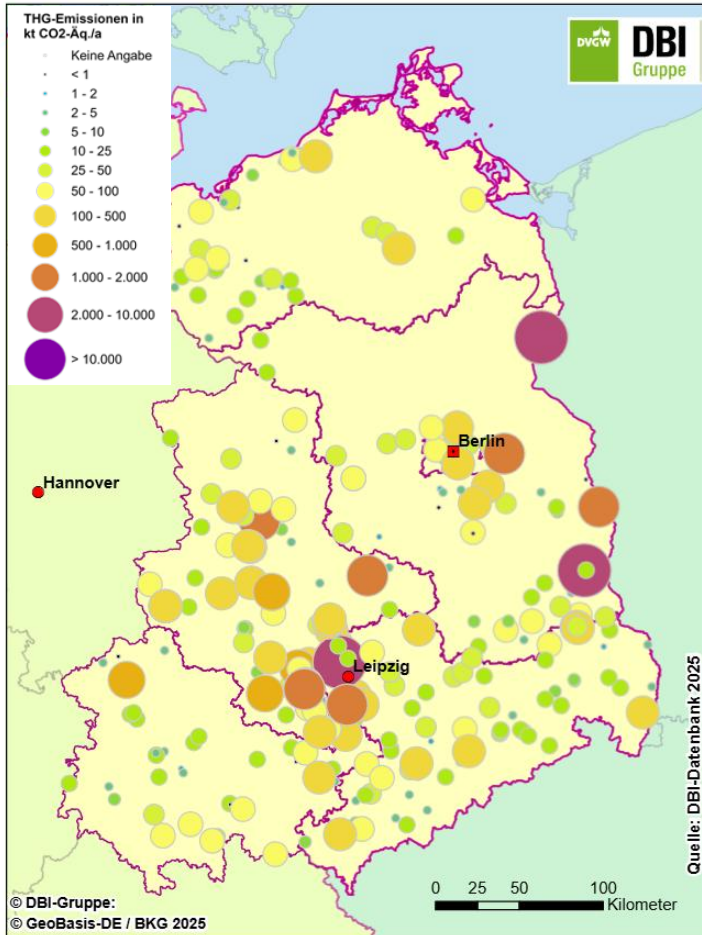 THG-Emissionen in
kt CO2-Äq./a
Keine Angabe
< 1
1 - 2
2 - 5
5 - 10
10 - 25
25 - 50
50 - 100
100 - 500
500 - 1.000
1.000 - 2.000
2.000 - 10.000
> 10.000
DVGW
DBI
Gruppe
Berlin
Hannover
Leipzig
Quelle: DBI-Datenbank 2025
0 25 50 100
Kilometer
© DBI-Gruppe:
© GeoBasis-DE / BKG 2025